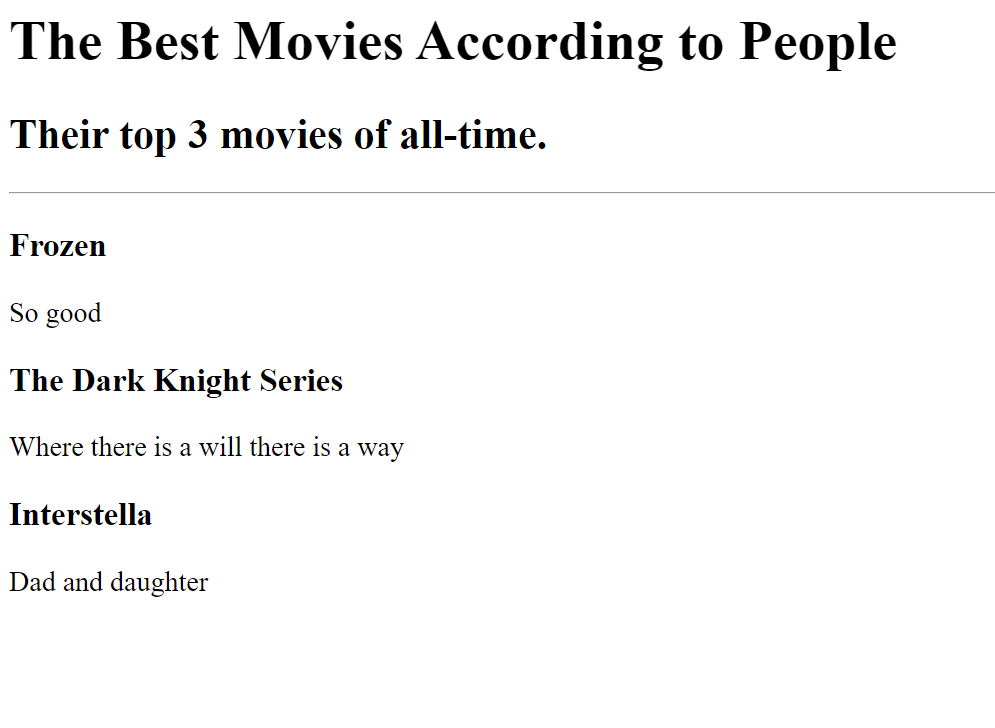 The Best Movies According to People
Their top 3 movies of all-time.
Frozen
So good
The Dark Knight Series
Where there is a will there is a way
Interstella
Dad and daughter